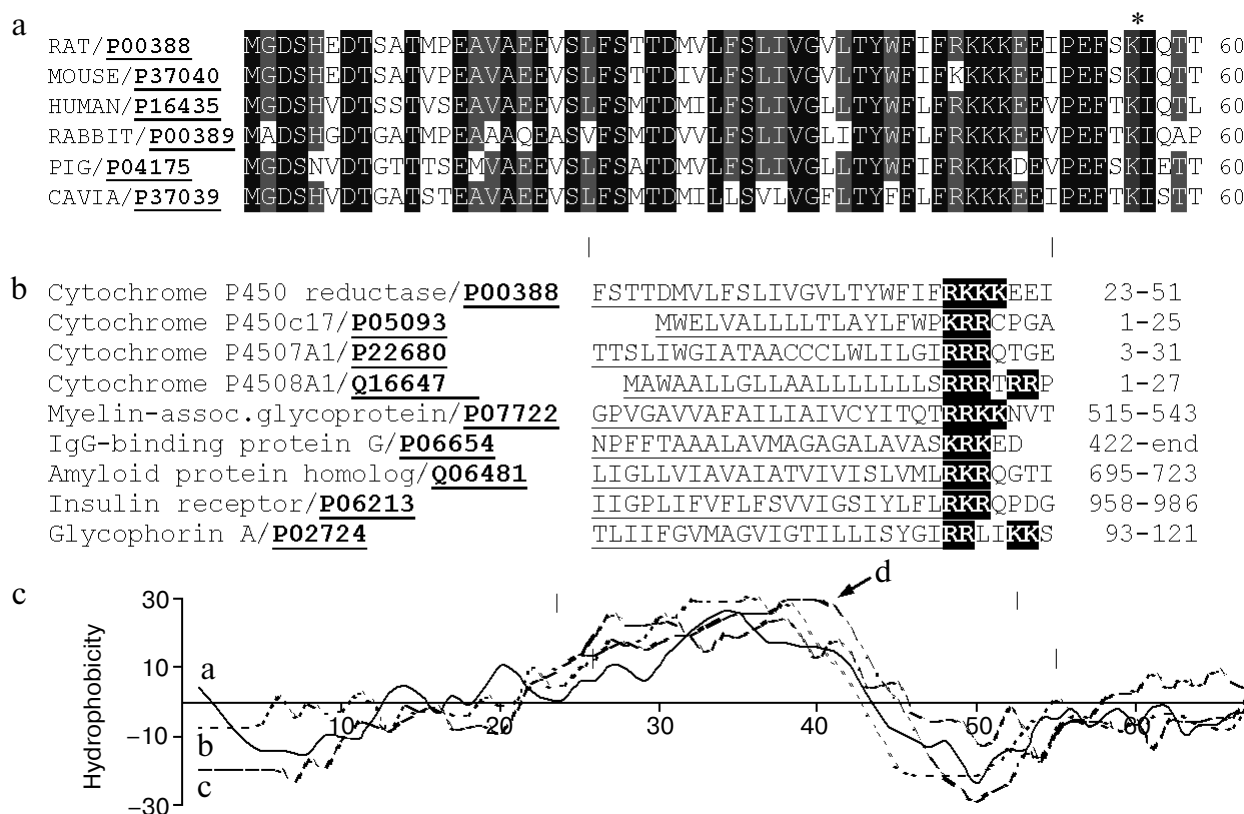 a
*
RAT/P00388 MGDSHEDTSATMPEAVAEEVSLFSTTDMVLFSLIVGVLTYWFIFRKKKEEIPEFSKIQTT 60
MOUSE/P37040 MGDSHEDTSATVPEAVAEEVSLFSTTDIVLFSLIVGVLTYWFIFKKKKEEIPEFSKIQTT 60
HUMAN/P16435 MGDSHVDTSSTVSEAVAEEVSLFSMTDMILFSLIVGLLTYWFLFRKKKEEVPEFTKIQTL 60
RABBIT/P00389 MADSHGDTGATMPEAAAQEASVFSMTDVVLFSLIVGLITYWFLFRKKKEEVPEFTKIQAP 60
PIG/P04175 MGDSNVDTGTTTSEMVAEEVSLFSATDMVLFSLIVGLLTYWFIFRKKKDEVPEFSKIETT 60
CAVIA/P37039 MGDSHVDTGATSTEAVAEEVSLFSMTDMILLSVLVGFLTYFFLFRKKKEEIPEFTKISTT 60
b
Cytochrome P450 reductase/P00388 FSTTDMVLFSLIVGVLTYWFIFRKKKEEI 23-51
Cytochrome P450c17/P05093 MWELVALLLLTLAYLFWPKRRCPGA 1-25
Cytochrome P4507A1/P22680 TTSLIWGIATAACCCLWLILGIRRRQTGE 3-31
Cytochrome P4508A1/Q16647 MAWAALLGLLAALLLLLLLSRRRTRRP 1-27
Myelin-assoc.glycoprotein/P07722 GPVGAVVAFAILIAIVCYITQTRRKKNVT 515-543
IgG-binding protein G/P06654 NPFFTAAALAVMAGAGALAVASKRKED 422-end
Amyloid protein homolog/Q06481 LIGLLVIAVAIATVIVISLVMLRKRQGTI 695-723
Insulin receptor/P06213 IIGPLIFVFLFSVVIGSIYLFLRKRQPDG 958-986
Glycophorin A/P02724 TLIIFGVMAGVIGTILLISYGIRRLIKKS 93-121
c
d
a
b
c
Hydrophobicity
30
10
−10
−30
10 20 30 40 50 60